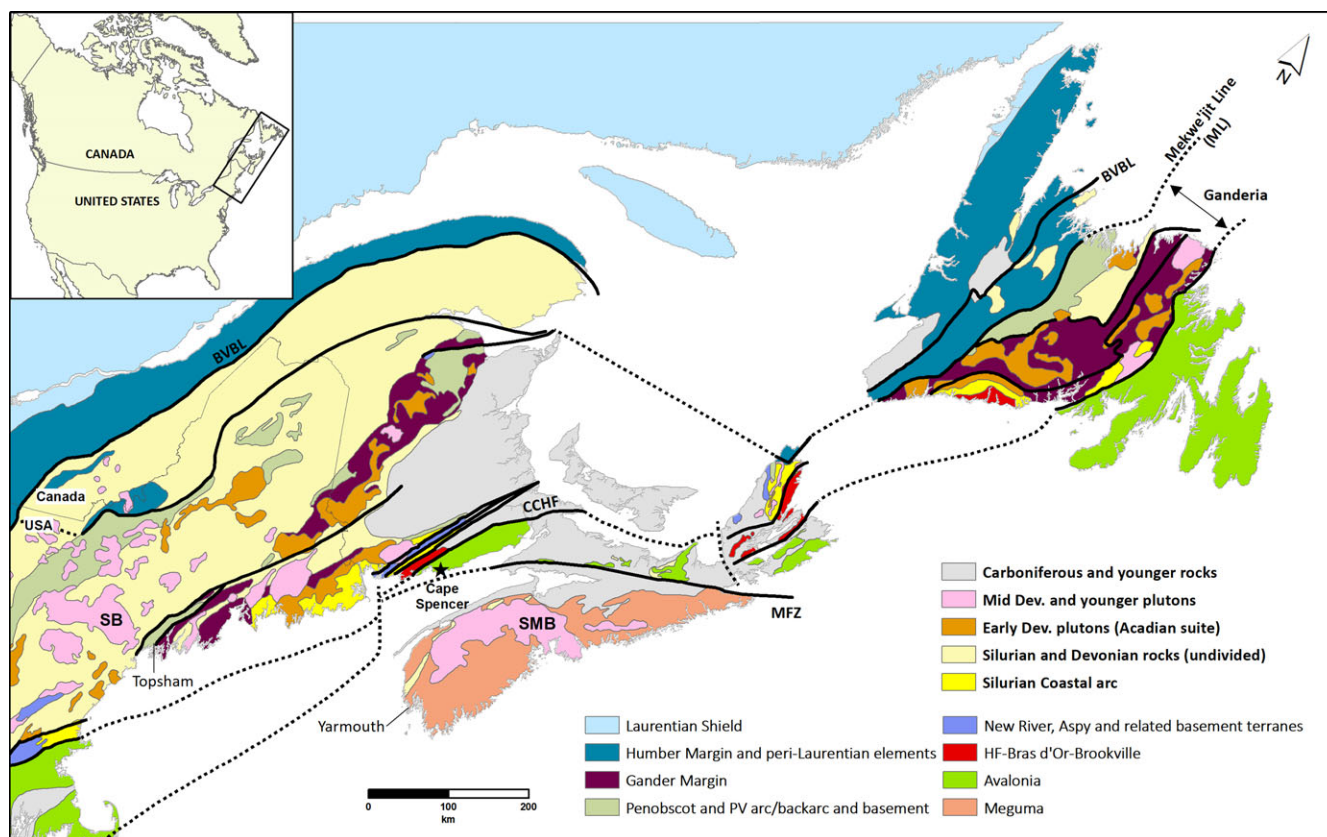 CANADA
UNITED STATES
N
Mekwe'jit Line
(ML)
BVBL
Ganderia
BVBL
Canada
USA
CCHF
Cape
Spencer
MFZ
SB
SMB
Topsham
Yarmouth
0 100 200
km
Carboniferous and younger rocks
Mid Dev. and younger plutons
Early Dev. plutons (Acadian suite)
Silurian and Devonian rocks (undivided)
Silurian Coastal arc
Laurentian Shield
Humber Margin and peri-Laurentian elements
Gander Margin
Penobscot and PV arc/backarc and basement
New River, Aspy and related basement terranes
HF-Bras d'Or-Brookville
Avalonia
Meguma